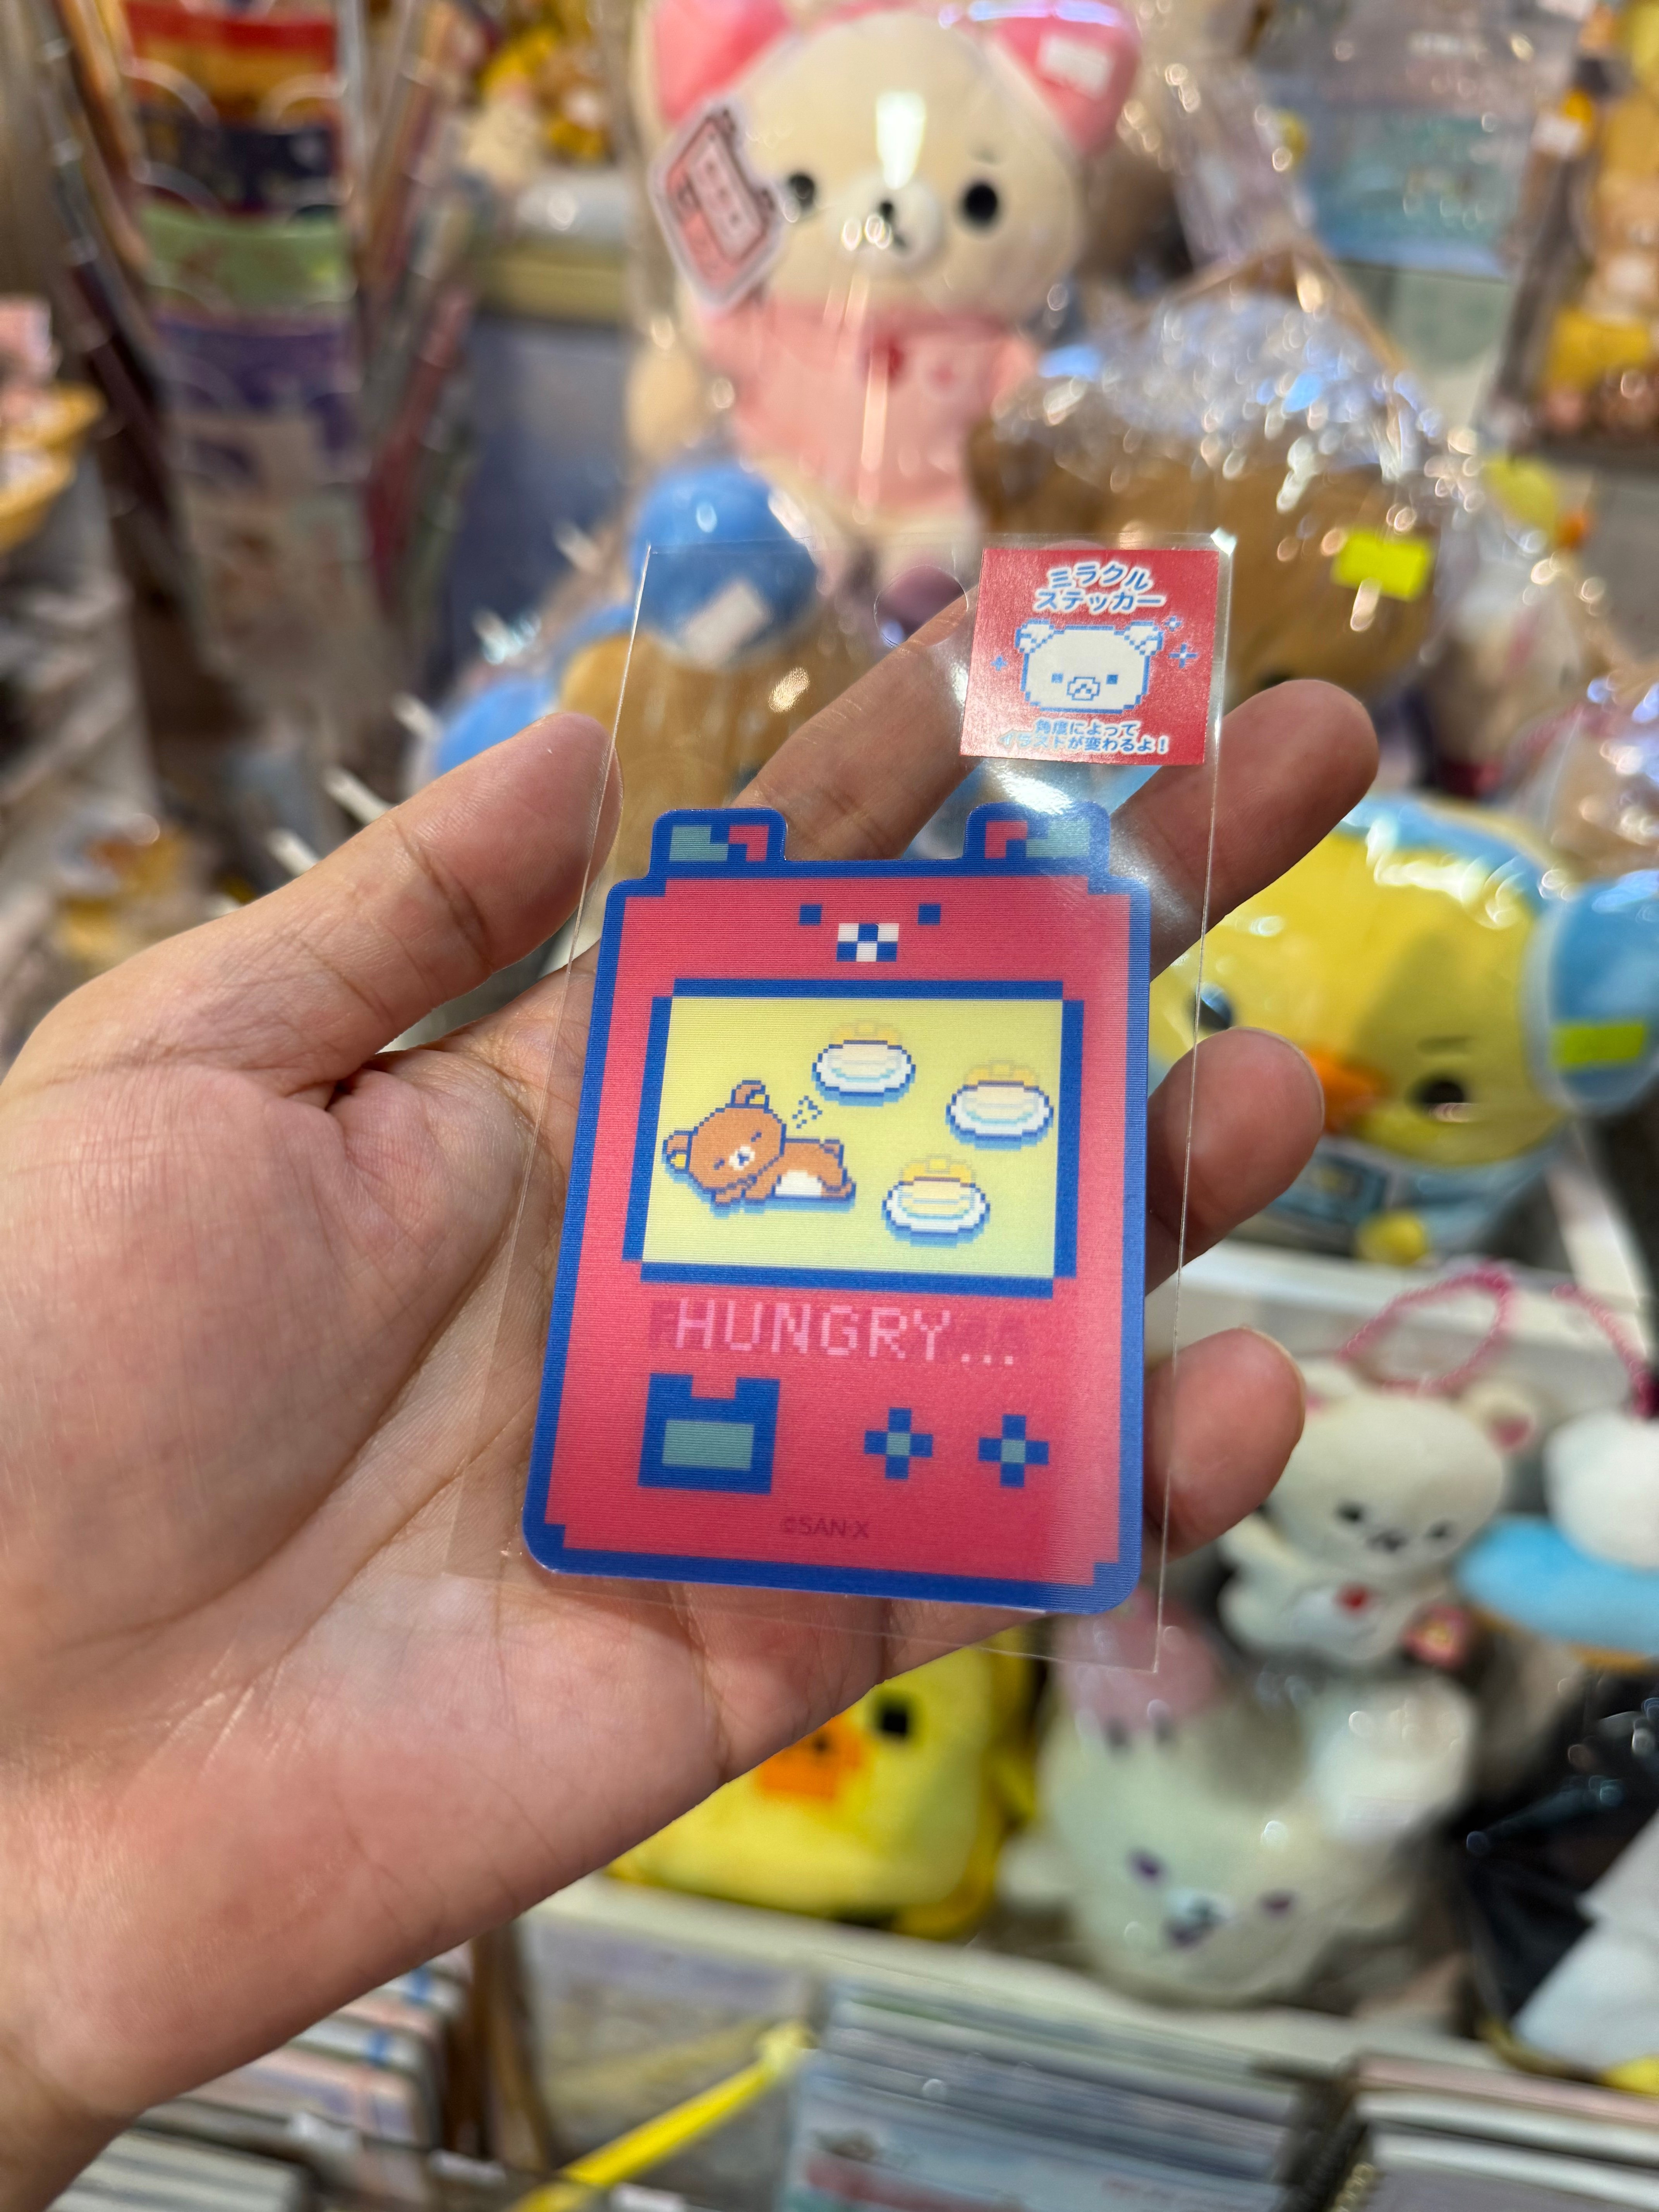 ミラクル
ステッカー
角度によって
イラストが変わるよ!
HUNGRY...
©SAN-X